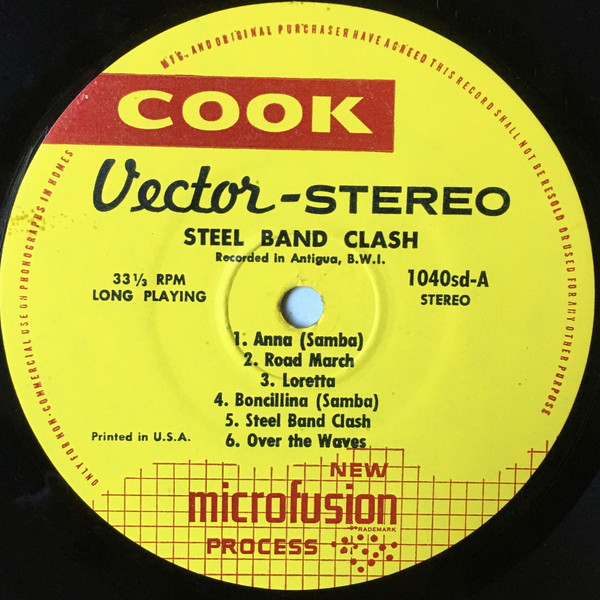 MFG. AND ORIGINAL PURCHASER HAVE AGREED THIS RECORD SHALL NOT BE RESOLD OR USED FOR ANY OTHER PURPOSE
ONLY FOR NON-COMMERCIAL USE ON PHONOGRAPHS IN HOMES
COOK
Vector-STEREO
STEEL BAND CLASH
Recorded in Antigua, B.W.I.
33⅓ RPM
LONG PLAYING
1040sd-A
STEREO
1. Anna (Samba)
2. Road March
3. Loretta
4. Boncillina (Samba)
5. Steel Band Clash
6. Over the Waves
Printed in U.S.A.
NEW
microfusion
TRADEMARK
PROCESS